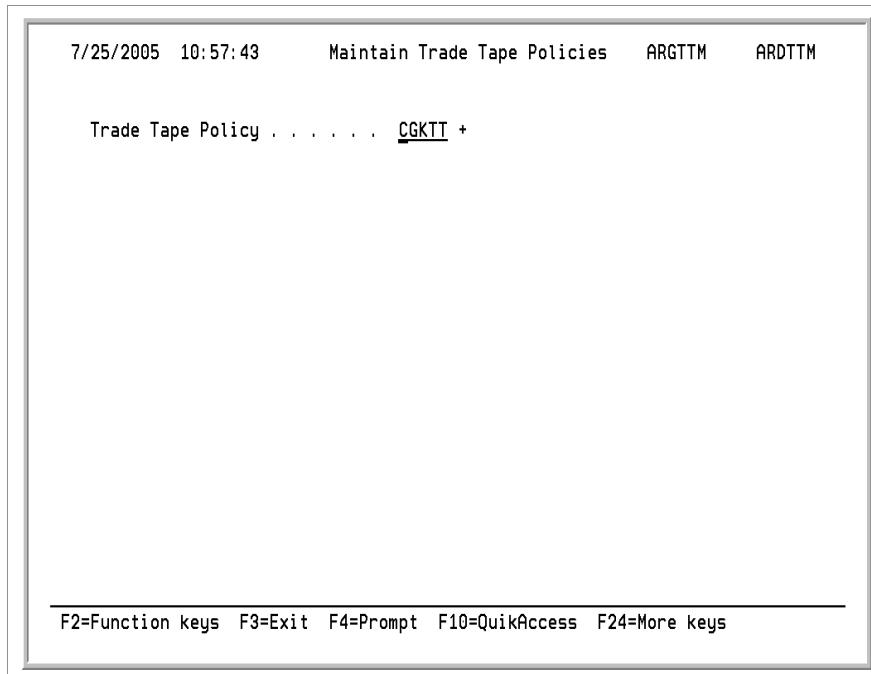 7/25/2005 10:57:43 Maintain Trade Tape Policies ARGTTM ARDTTM
Trade Tape Policy . . . . . . CGKTT +
F2=Function keys F3=Exit F4=Prompt F10=QuikAccess F24=More keys